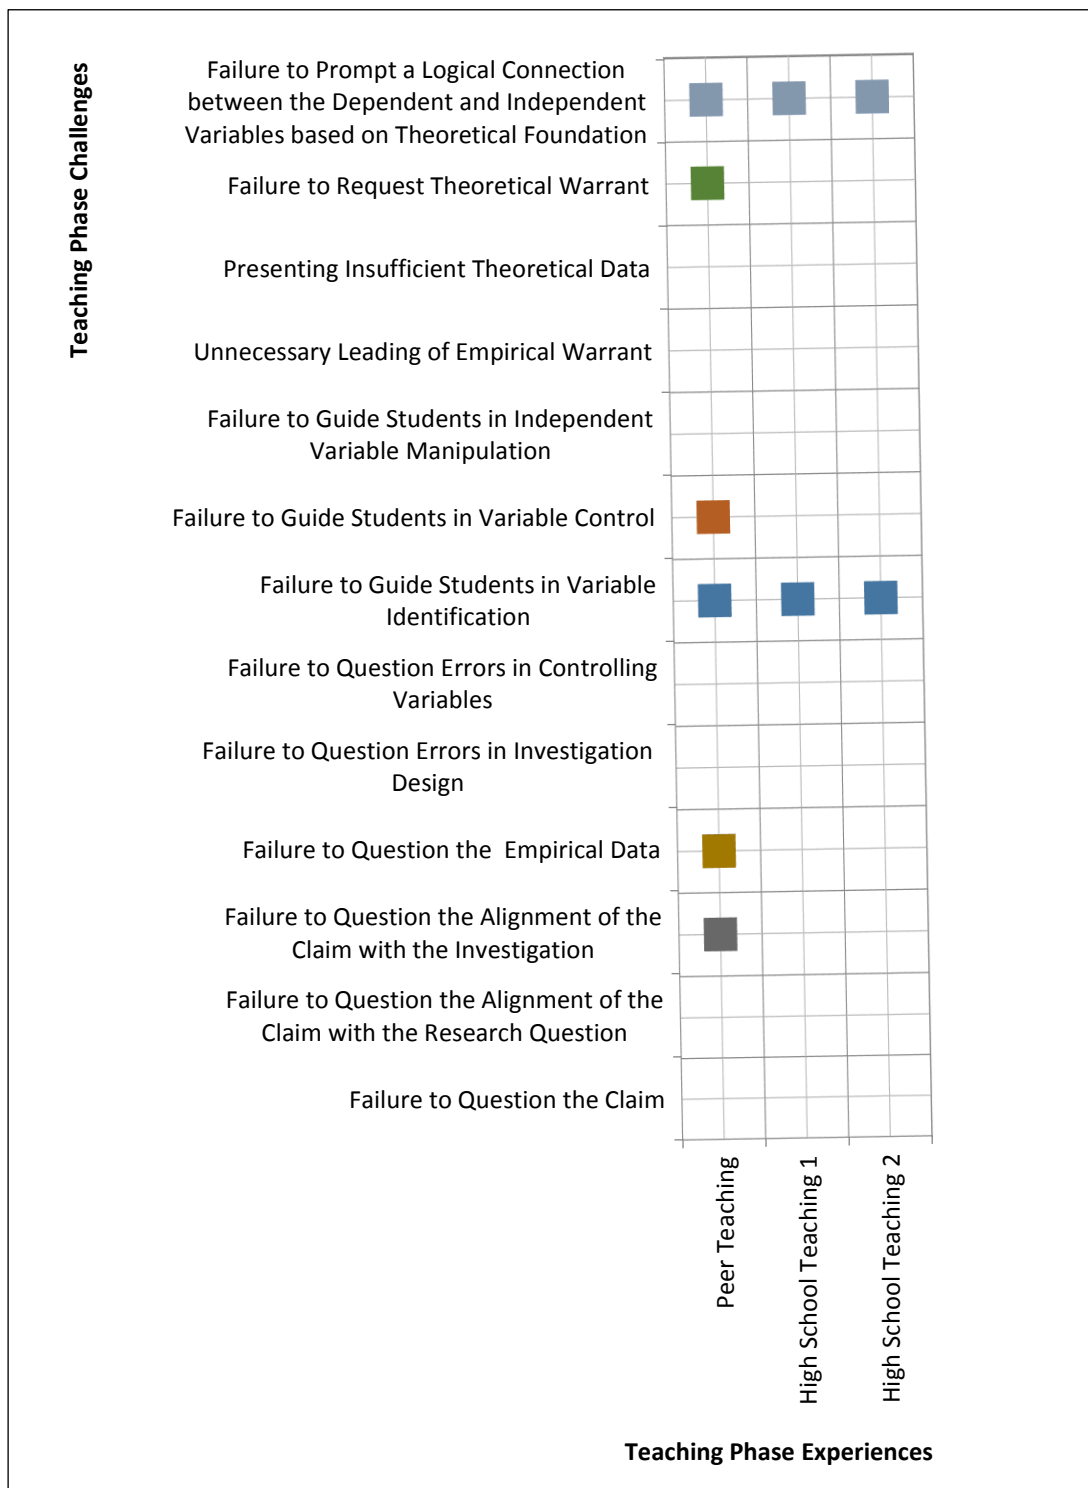 Teaching Phase Challenges
Failure to Prompt a Logical Connection
between the Dependent and Independent
Variables based on Theoretical Foundation
Failure to Request Theoretical Warrant
Presenting Insufficient Theoretical Data
Unnecessary Leading of Empirical Warrant
Failure to Guide Students in Independent
Variable Manipulation
Failure to Guide Students in Variable Control
Failure to Guide Students in Variable
Identification
Failure to Question Errors in Controlling
Variables
Failure to Question Errors in Investigation
Design
Failure to Question the  Empirical Data
Failure to Question the Alignment of the
Claim with the Investigation
Failure to Question the Alignment of the
Claim with the Research Question
Failure to Question the Claim
Peer Teaching
High School Teaching 1
High School Teaching 2
Teaching Phase Experiences